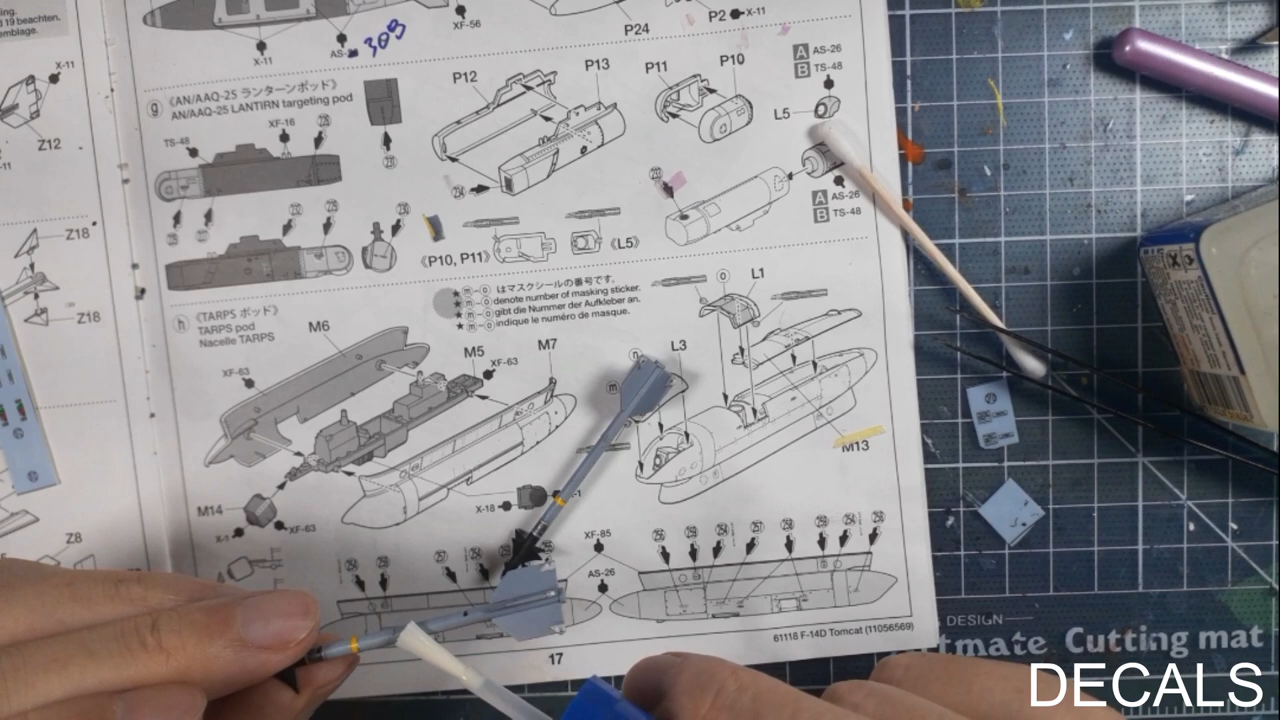 19 beachten.
X-11
AS-
30B
XF-56
P24
P2
X-11
X-11
Z12
g 《AN/AAQ-25 ランターンポッド》
AN/AAQ-25 LANTIRN targeting pod
TS-48
XF-16
P12
P13
P11
P10
A AS-26
B TS-48
L5
A AS-26
B TS-48
《P10, P11》
《L5》
Z18
Z18
h 《TARPS ポッド》
TARPS pod
Nacelle TARPS
★ m~o はマスクシールの番号です。
★ m~o denote number of masking sticker.
★ m~o gibt die Nummer der Aufkleber an.
★ m~o indique le numéro de masque.
M6
XF-63
M5
XF-63
M7
L3
o
L1
n
m
M13
M14
X-1
XF-63
X-18
Z8
XF-85
AS-26
61118 F-14D Tomcat (11056569)
17
DESIGN
Cutting mat
DECALS